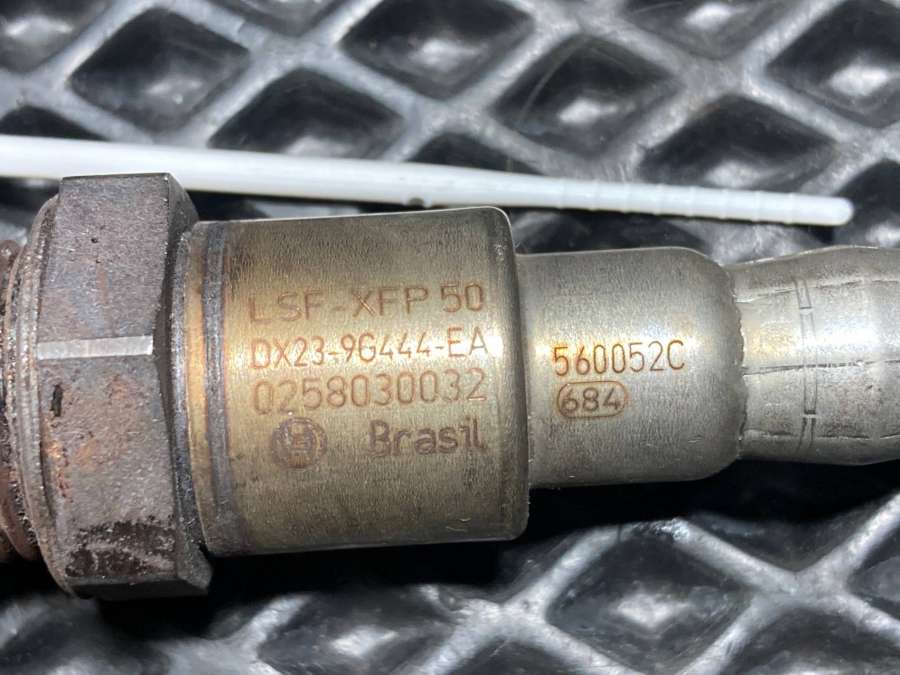 LSF-XFP 50
DX23-9G444-EA
0258030032
Brasil
560052C
684